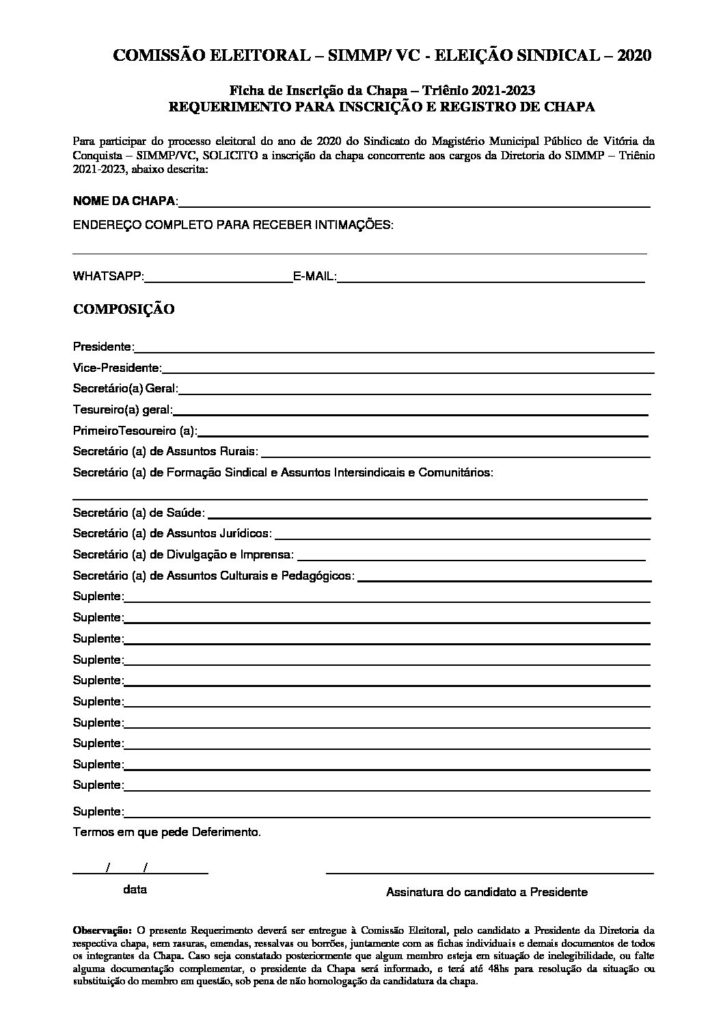 COMISSÃO ELEITORAL – SIMMP/ VC - ELEIÇÃO SINDICAL – 2020
Ficha de Inscrição da Chapa – Triênio 2021-2023
REQUERIMENTO PARA INSCRIÇÃO E REGISTRO DE CHAPA
Para participar do processo eleitoral do ano de 2020 do Sindicato do Magistério Municipal Público de Vitória da
Conquista – SIMMP/VC, SOLICITO a inscrição da chapa concorrente aos cargos da Diretoria do SIMMP – Triênio
2021-2023, abaixo descrita:
NOME DA CHAPA:
ENDEREÇO COMPLETO PARA RECEBER INTIMAÇÕES:
WHATSAPP: E-MAIL:
COMPOSIÇÃO
Presidente:
Vice-Presidente:
Secretário(a) Geral:
Tesureiro(a) geral:
PrimeiroTesoureiro (a):
Secretário (a) de Assuntos Rurais:
Secretário (a) de Formação Sindical e Assuntos Intersindicais e Comunitários:
Secretário (a) de Saúde:
Secretário (a) de Assuntos Jurídicos:
Secretário (a) de Divulgação e Imprensa:
Secretário (a) de Assuntos Culturais e Pedagógicos:
Suplente:
Suplente:
Suplente:
Suplente:
Suplente:
Suplente:
Suplente:
Suplente:
Suplente:
Suplente:
Suplente:
Termos em que pede Deferimento.
/ /
data Assinatura do candidato a Presidente
Observação: O presente Requerimento deverá ser entregue à Comissão Eleitoral, pelo candidato a Presidente da Diretoria da
respectiva chapa, sem rasuras, emendas, ressalvas ou borrões, juntamente com as fichas individuais e demais documentos de todos
os integrantes da Chapa. Caso seja constatado posteriormente que algum membro esteja em situação de inelegibilidade, ou falte
alguma documentação complementar, o presidente da Chapa será informado, e terá até 48hs para resolução da situação ou
substituição do membro em questão, sob pena de não homologação da candidatura da chapa.